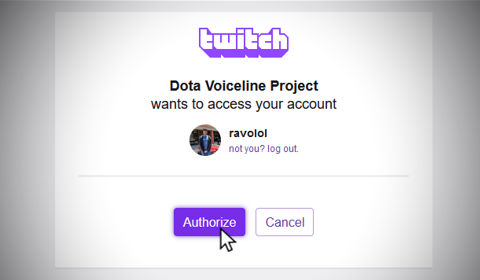 twitch
Dota Voiceline Project
wants to access your account
ravolol
not you? log out.
Authorize
Cancel